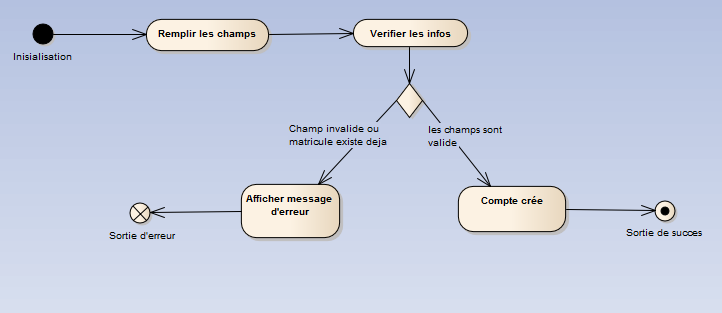 Inisialisation
Remplir les champs
Verifier les infos
Champ invalide ou
matricule existe deja
les champs sont
valide
Afficher message
d'erreur
Compte crée
Sortie d'erreur
Sortie de succes